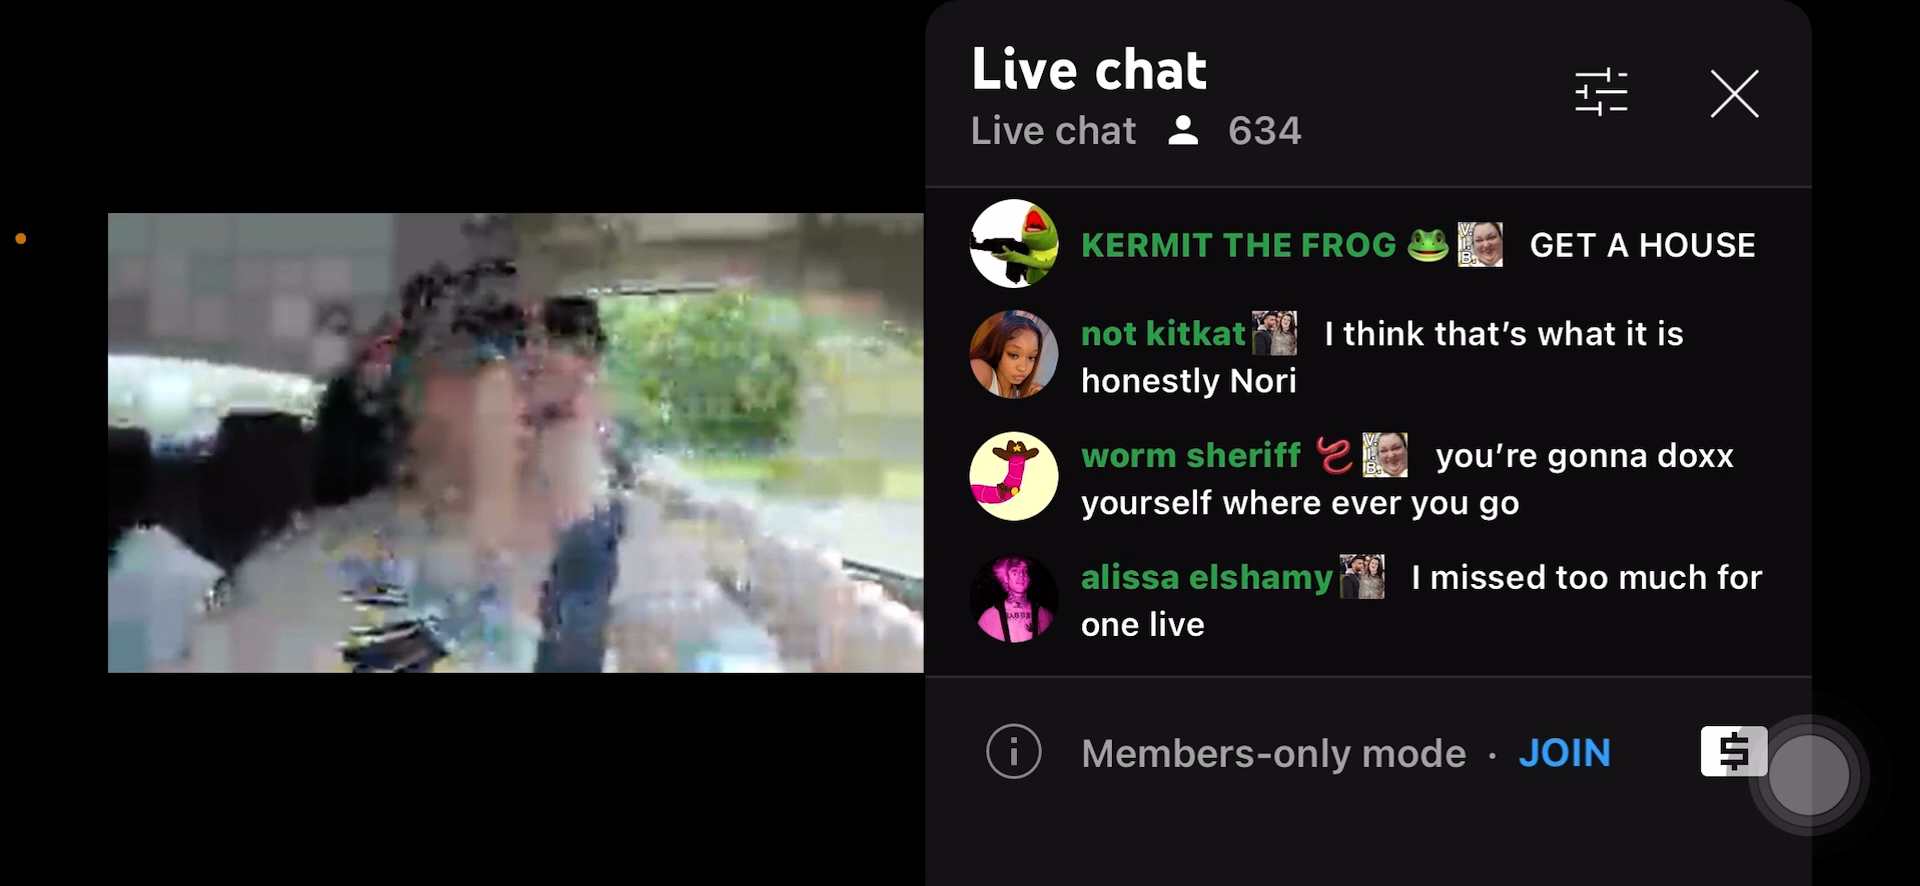 Live chat
Live chat 634
KERMIT THE FROG 🐸 GET A HOUSE
not kitkat I think that’s what it is
honestly Nori
worm sheriff you’re gonna doxx
yourself where ever you go
alissa elshamy I missed too much for
one live
Members-only mode · JOIN